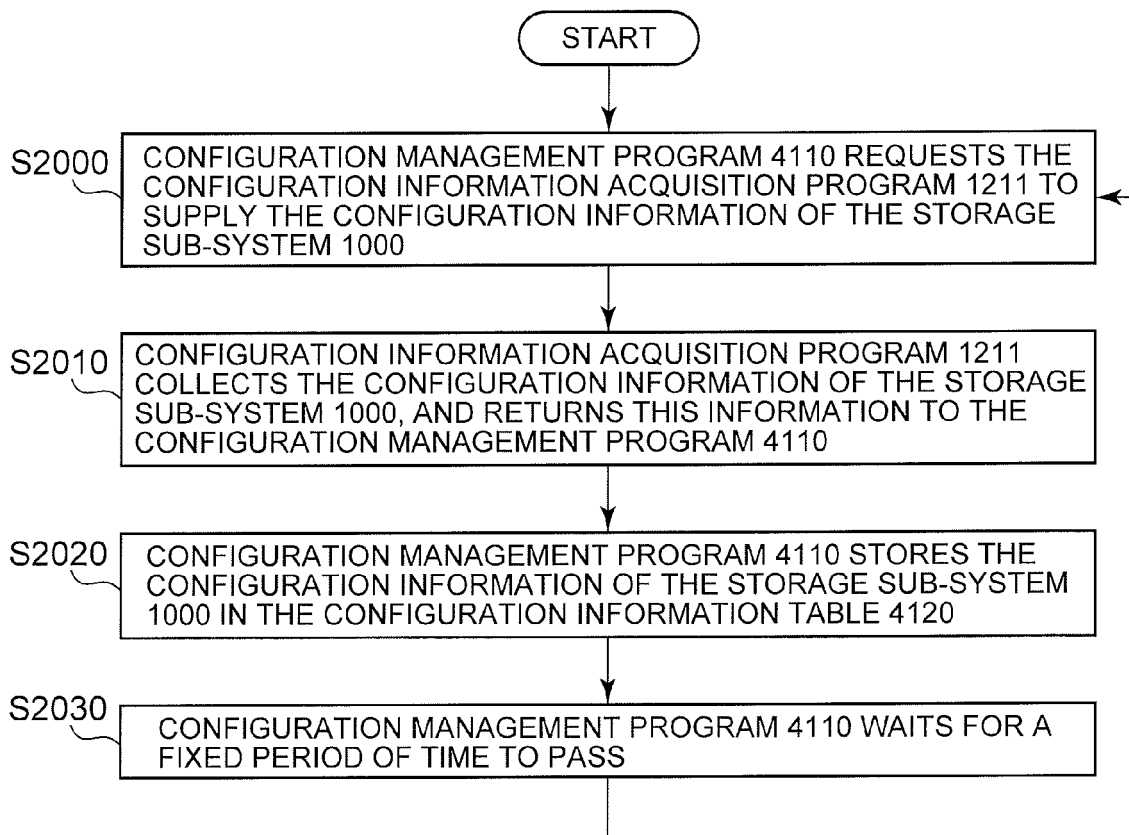 START
S2000
CONFIGURATION MANAGEMENT PROGRAM 4110 REQUESTS THE
CONFIGURATION INFORMATION ACQUISITION PROGRAM 1211 TO
SUPPLY THE CONFIGURATION INFORMATION OF THE STORAGE
SUB-SYSTEM 1000
S2010
CONFIGURATION INFORMATION ACQUISITION PROGRAM 1211
COLLECTS THE CONFIGURATION INFORMATION OF THE STORAGE
SUB-SYSTEM 1000, AND RETURNS THIS INFORMATION TO THE
CONFIGURATION MANAGEMENT PROGRAM 4110
S2020
CONFIGURATION MANAGEMENT PROGRAM 4110 STORES THE
CONFIGURATION INFORMATION OF THE STORAGE SUB-SYSTEM
1000 IN THE CONFIGURATION INFORMATION TABLE 4120
S2030
CONFIGURATION MANAGEMENT PROGRAM 4110 WAITS FOR A
FIXED PERIOD OF TIME TO PASS